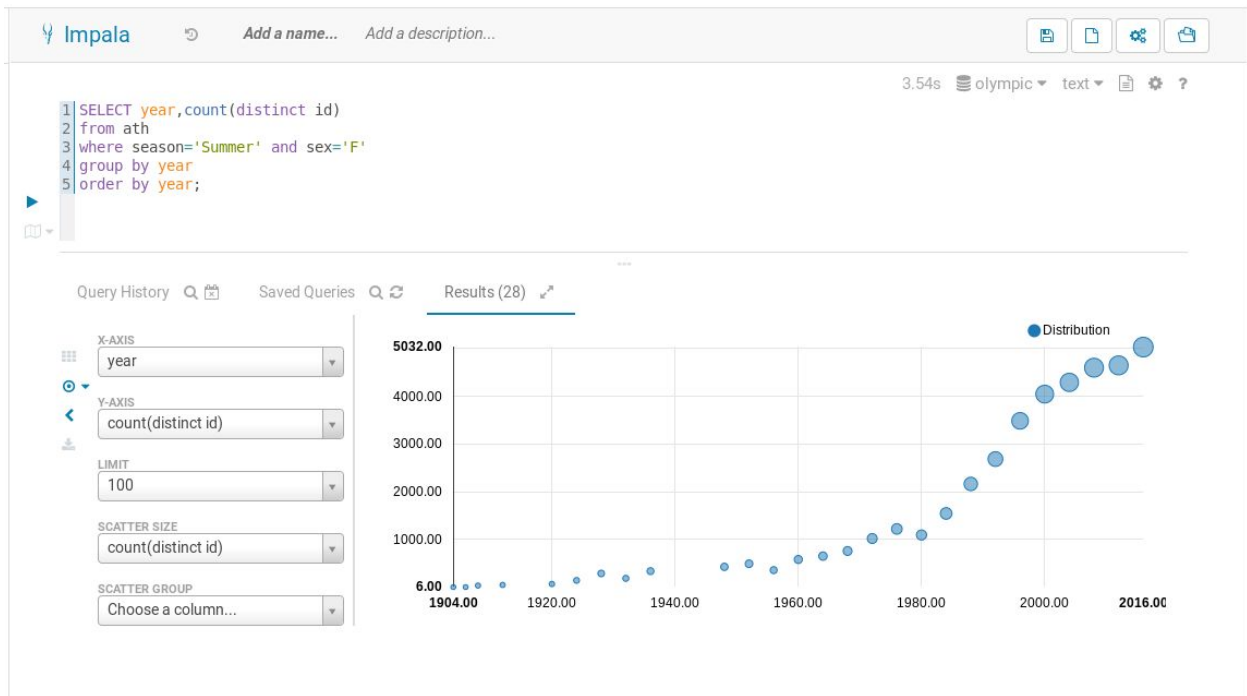 Impala Add a name... Add a description...
3.54s olympic text ?
1 SELECT year,count(distinct id)
2 from ath
3 where season='Summer' and sex='F'
4 group by year
5 order by year;
Query History Saved Queries Results (28)
X-AXIS
year
Y-AXIS
count(distinct id)
LIMIT
100
SCATTER SIZE
count(distinct id)
SCATTER GROUP
Choose a column...
Distribution
5032.00
4000.00
3000.00
2000.00
1000.00
6.00
1904.00 1920.00 1940.00 1960.00 1980.00 2000.00 2016.00